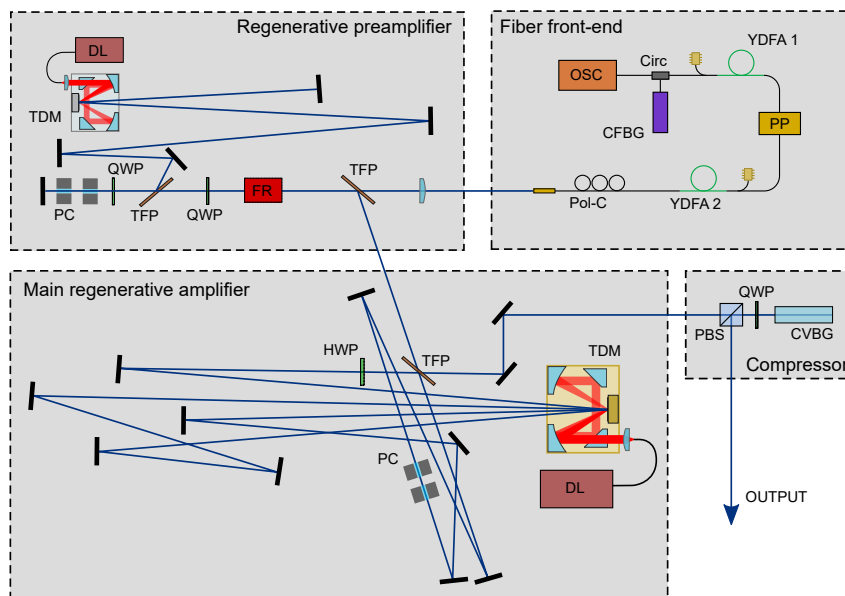 Regenerative preamplifier
DL
TDM
QWP
PC
TFP
QWP
FR
TFP
Fiber front-end
YDFA 1
Circ
OSC
CFBG
PP
Pol-C
YDFA 2
Main regenerative amplifier
HWP
TFP
TDM
PC
DL
QWP
PBS
CVBG
Compressor
OUTPUT